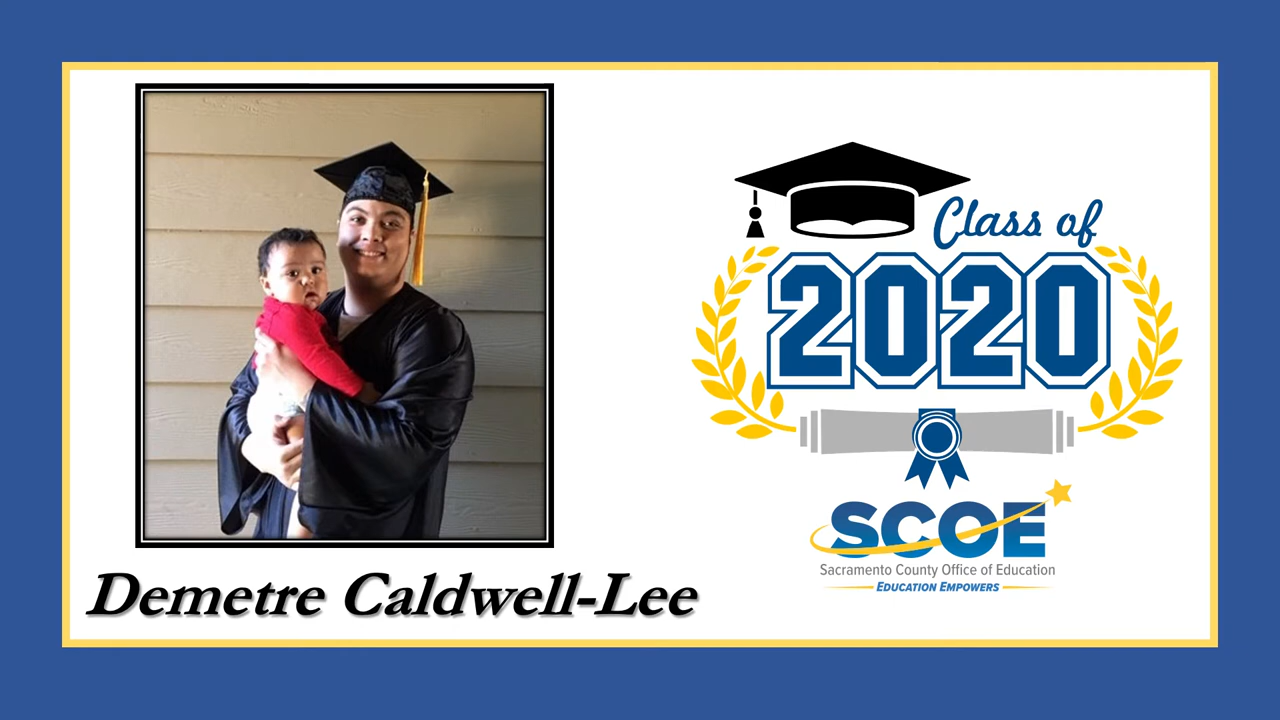 Class of
2020
SCOE
Sacramento County Office of Education
Education Empowers
Demetre Caldwell-Lee